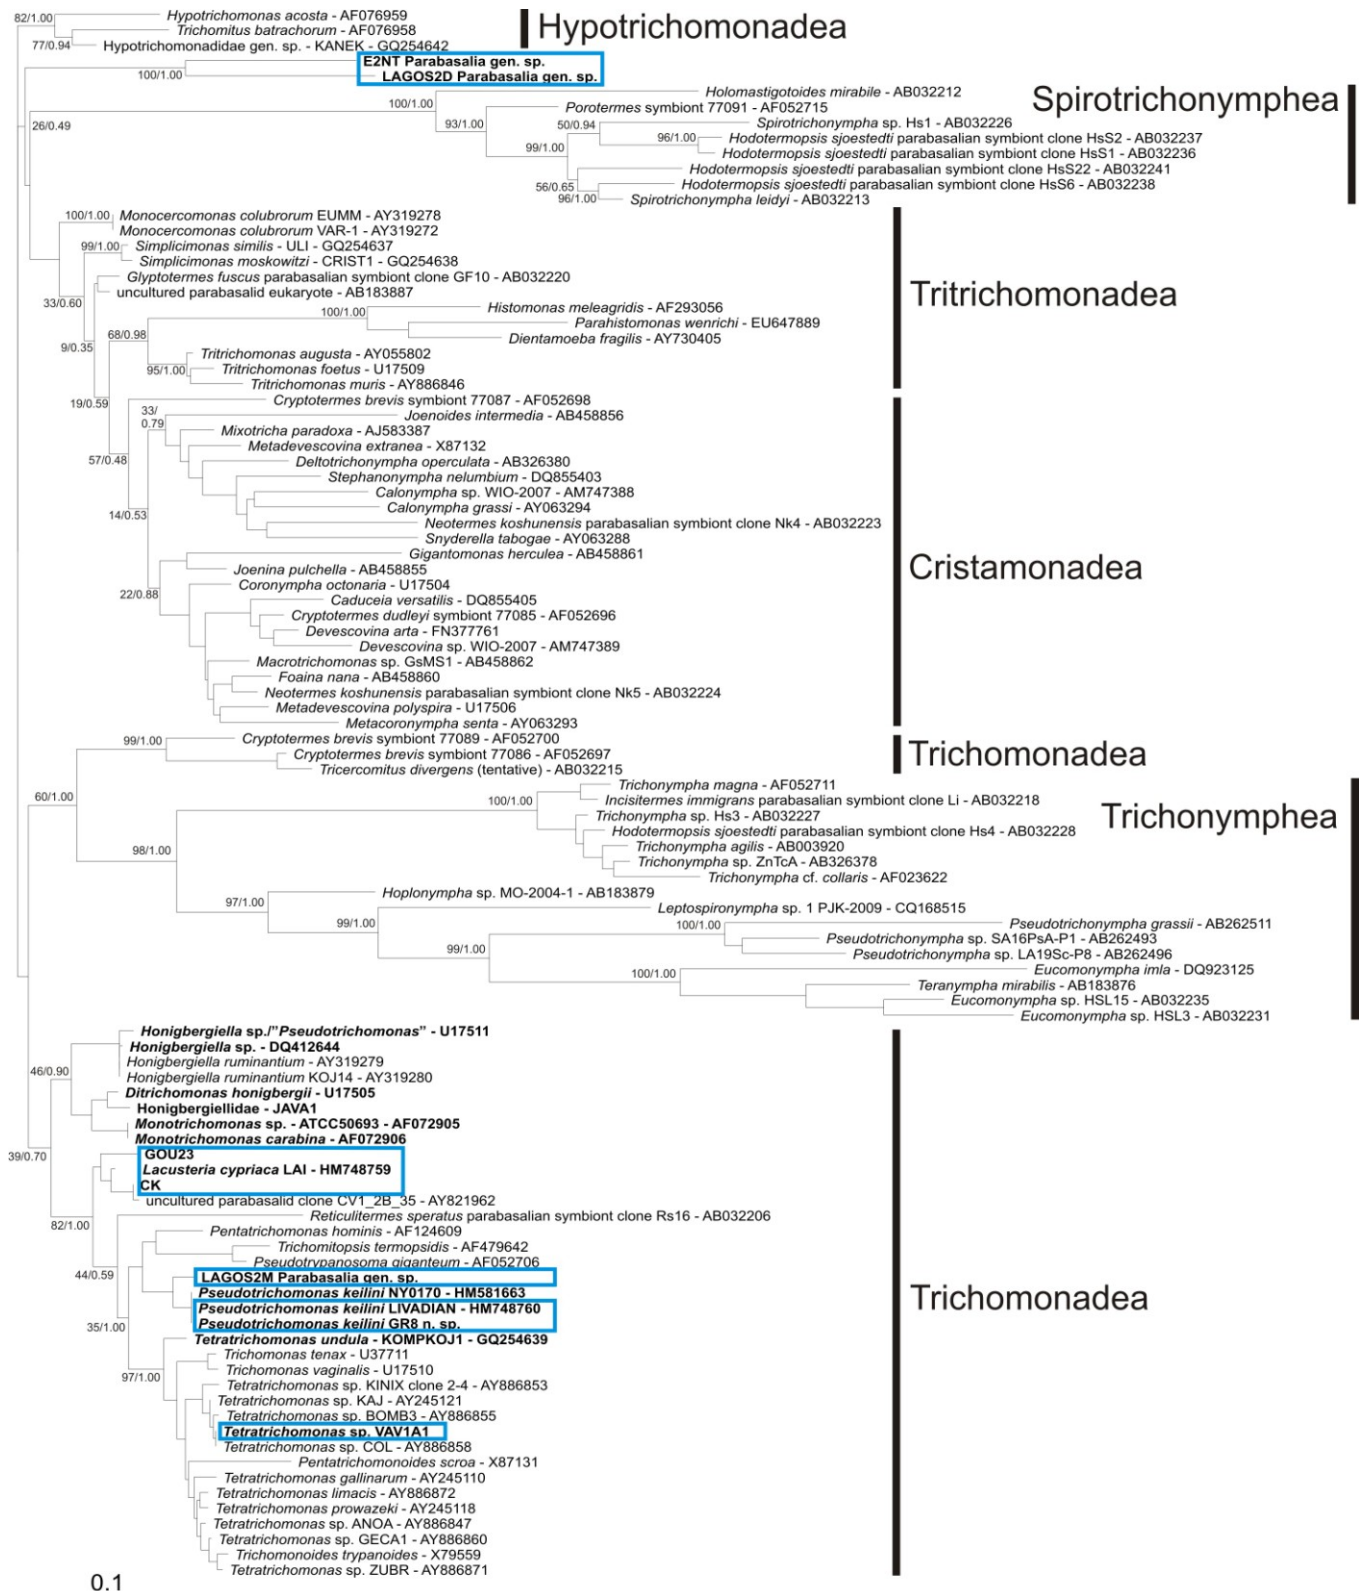 Hypotrichomonas acosta - AF076959
82/1.00
Trichomitus batrachorum - AF076958
77/0.94
Hypotrichomonadidae gen. sp. - KANEK - GQ254642
Hypotrichomonadea
E2NT Parabasalia gen. sp.
100/1.00
LAGOS2D Parabasalia gen. sp.
Holomastigotoides mirabile - AB032212
100/1.00
Porotermes symbiont 77091 - AF052715
Spirotrichonymphea
26/0.49
93/1.00
50/0.94
Spirotrichonympha sp. Hs1 - AB032226
96/1.00
Hodotermopsis sjoestedti parabasalian symbiont clone HsS2 - AB032237
99/1.00
Hodotermopsis sjoestedti parabasalian symbiont clone HsS1 - AB032236
Hodotermopsis sjoestedti parabasalian symbiont clone HsS22 - AB032241
56/0.65
Hodotermopsis sjoestedti parabasalian symbiont clone HsS6 - AB032238
96/1.00
Spirotrichonypha leidyi - AB032213
100/1.00
Monocercomonas colubrorum EUMM - AY319278
Monocercomonas colubrorum VAR-1 - AY319272
99/1.00
Simplicimonas similis - ULI - GQ254637
Simplicimonas moskowitzi - CRIST1 - GQ254638
Glyptotermes fuscus parabasalian symbiont clone GF10 - AB032220
uncultured parabasalid eukaryote - AB183887
33/0.60
Tritrichomonadea
100/1.00
Histomonas meleagridis - AF293056
Parahistomonas wenrichi - EU647889
68/0.98
Dientamoeba fragilis - AY730405
9/0.35
Tritrichomonas augusta - AY055802
95/1.00
Tritrichomonas foetus - U17509
Tritrichomonas muris - AY886846
19/0.59
Cryptotermes brevis symbiont 77087 - AF052698
33/
0.79
Joenoides intermedia - AB458856
Mixotricha paradoxa - AJ583387
Metadevescovina extranea - X87132
57/0.48
Deltotrichonympha operculata - AB326380
Stephanonympha nelumbium - DQ855403
Calonympha sp. WIO-2007 - AM747388
Calonympha grassi - AY063294
14/0.53
Neotermes koshunensis parabasalian symbiont clone Nk4 - AB032223
Snyderella tabogae - AY063288
Gigantomonas herculea - AB458861
Cristamonadea
Joenina pulchella - AB458855
22/0.88
Coronympha octonaria - U17504
Caduceia versatilis - DQ855405
Cryptotermes dudleyi symbiont 77085 - AF052696
Devescovina arta - FN377761
Devescovina sp. WIO-2007 - AM747389
Macrotrichomonas sp. GsMS1 - AB458862
Foaina nana - AB458860
Neotermes koshunensis parabasalian symbiont clone Nk5 - AB032224
Metadevescovina polyspira - U17506
Metacoronympha senta - AY063293
99/1.00
Cryptotermes brevis symbiont 77089 - AF052700
Cryptotermes brevis symbiont 77086 - AF052697
Trichomonadea
Tricercomitus divergens (tentative) - AB032215
Trichonympha magna - AF052711
60/1.00
100/1.00
Incisitermes immigrans parabasalian symbiont clone Li - AB032218
Trichonympha sp. Hs3 - AB032227
Trichonymphea
Hodotermopsis sjoestedti parabasalian symbiont clone Hs4 - AB032228
Trichonympha agilis - AB003920
98/1.00
Trichonympha sp. ZnTcA - AB326378
Trichonympha cf. collaris - AF023622
97/1.00
Hoplonympha sp. MO-2004-1 - AB183879
Leptospironympha sp. 1 PJK-2009 - CQ168515
99/1.00
100/1.00
Pseudotrichonympha grassii - AB262511
Pseudotrichonympha sp. SA16PsA-P1 - AB262493
99/1.00
Pseudotrichonympha sp. LA19Sc-P8 - AB262496
100/1.00
Eucomonympha imla - DQ923125
Teranympha mirabilis - AB183876
Eucomonympha sp. HSL15 - AB032235
Eucomonympha sp. HSL3 - AB032231
Honigbergiella sp./"Pseudotrichomonas" - U17511
Honigbergiella sp. - DQ412644
Honigbergiella ruminantium - AY319279
46/0.90
Honigbergiella ruminantium KOJ14 - AY319280
Ditrichomonas honigbergii - U17505
Honigbergiellidae - JAVA1
Monotrichomonas sp. - ATCC50693 - AF072905
Monotrichomonas carabina - AF072906
39/0.70
GOU23
Lacusteria cypriaca LAI - HM748759
CK
uncultured parabasalid clone CV1_2B_35 - AY821962
Reticulitermes speratus parabasalian symbiont clone Rs16 - AB032206
82/1.00
Pentatrichomonas hominis - AF124609
Trichomitopsis termopsidis - AF479642
Pseudotrypanosoma giganteum - AF052706
44/0.59
LAGOS2M Parabasalia gen. sp.
Pseudotrichomonas keilini NY0170 - HM581663
Trichomonadea
Pseudotrichomonas keilini LIVADIAN - HM748760
Pseudotrichomonas keilini GR8 n. sp.
35/1.00
Tetratrichomonas undula - KOMPKOJ1 - GQ254639
Trichomonas tenax - U37711
Trichomonas vaginalis - U17510
97/1.00
Tetratrichomonas sp. KINIX clone 2-4 - AY886853
Tetratrichomonas sp. KAJ - AY245121
Tetratrichomonas sp. BOMB3 - AY886855
Tetratrichomonas sp. VAV1A1
Tetratrichomonas sp. COL - AY886858
Pentatrichomonoides scroa - X87131
Tetratrichomonas gallinarum - AY245110
Tetratrichomonas limacis - AY886872
Tetratrichomonas prowazeki - AY245118
Tetratrichomonas sp. ANOA - AY886847
Tetratrichomonas sp. GECA1 - AY886860
Trichomonoides trypanoides - X79559
Tetratrichomonas sp. ZUBR - AY886871
0.1